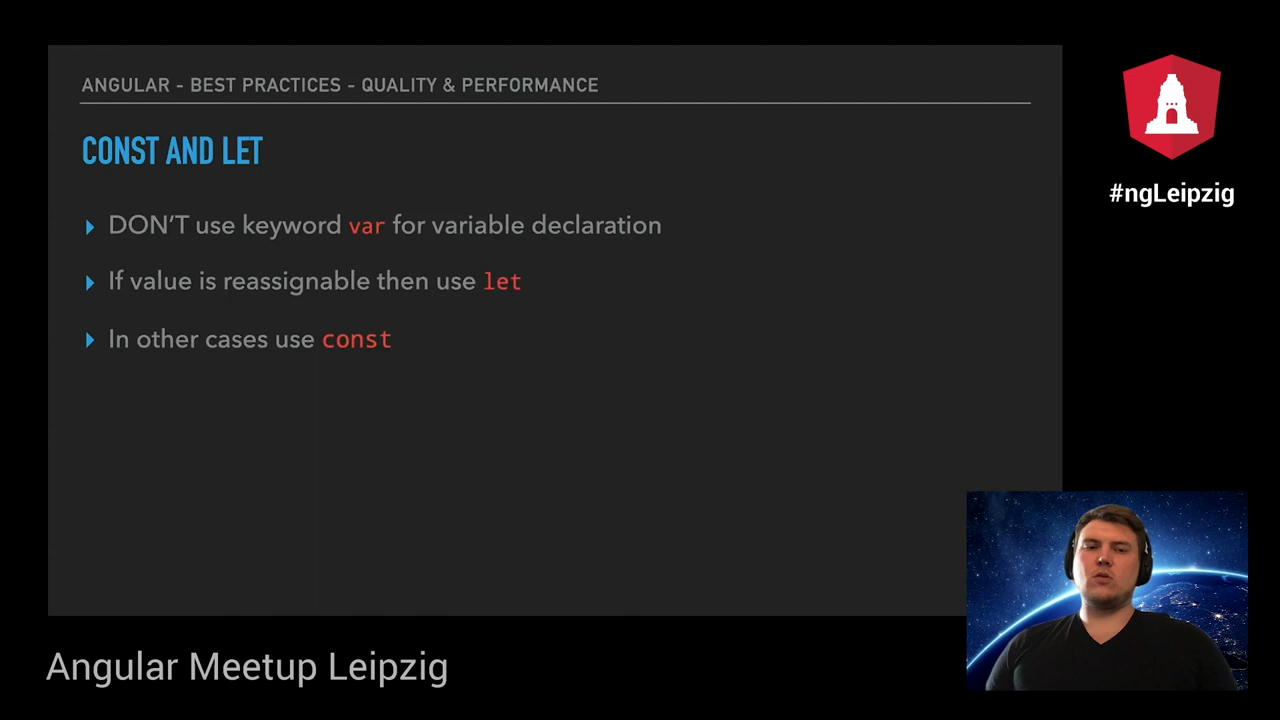 ANGULAR - BEST PRACTICES - QUALITY & PERFORMANCE
CONST AND LET
DON'T use keyword var for variable declaration
If value is reassignable then use let
In other cases use const
#ngLeipzig
Angular Meetup Leipzig